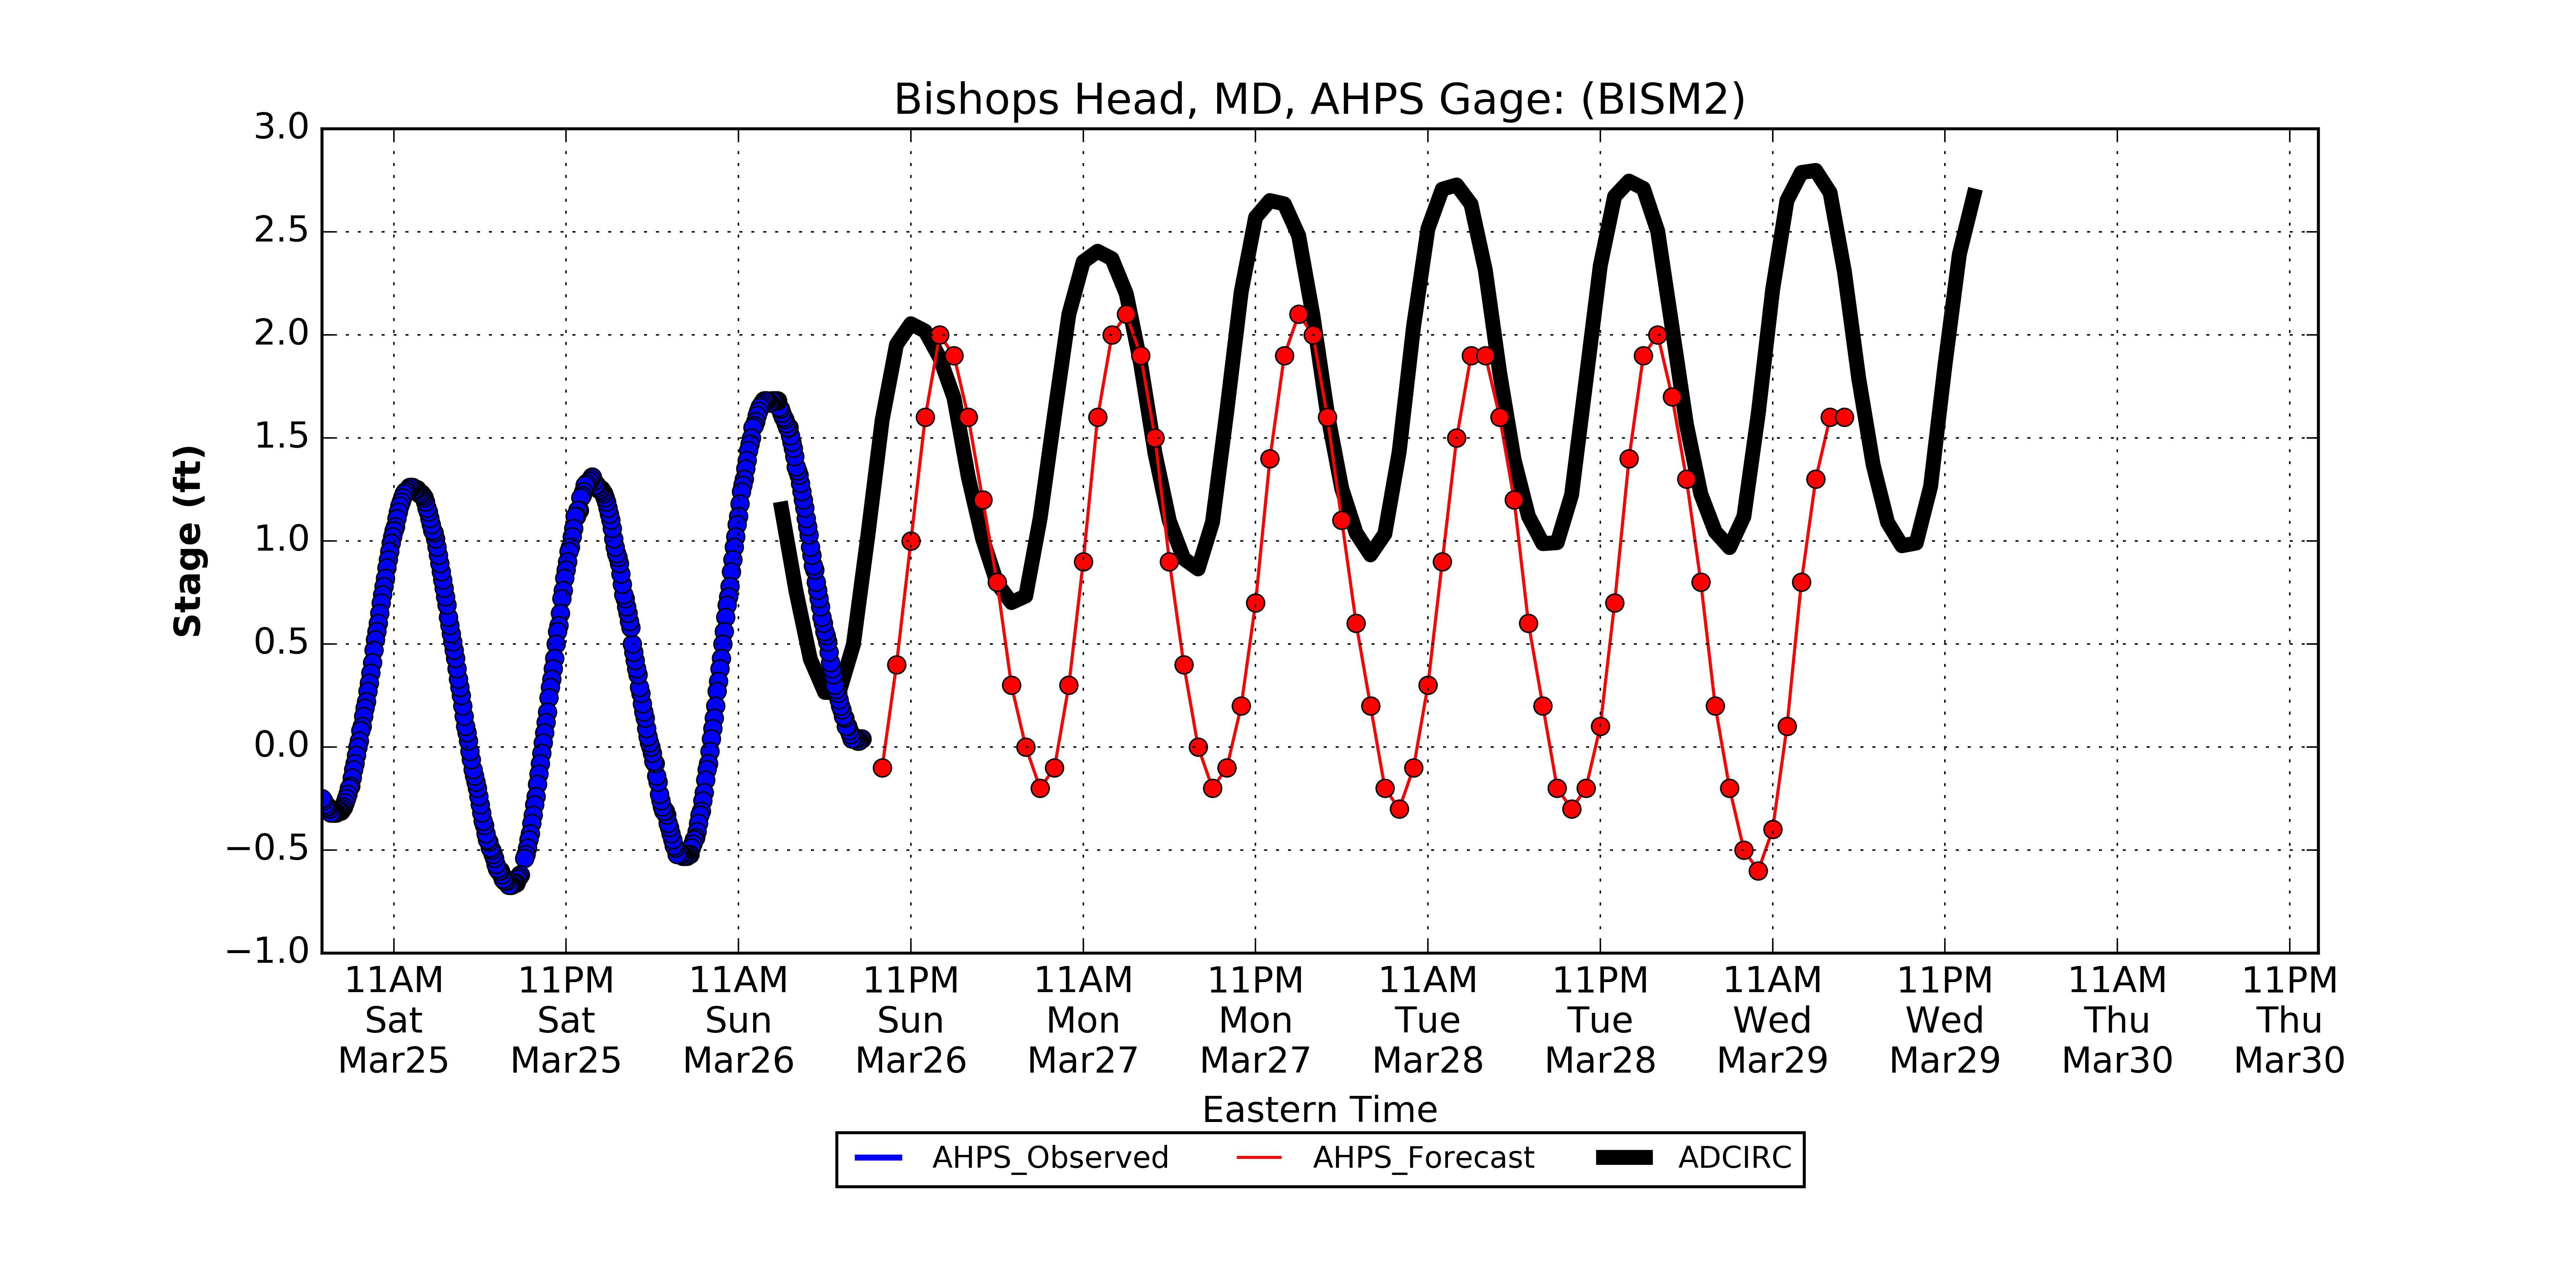 Bishops Head, MD, AHPS Gage: (BISM2)
3.0
2.5
2.0
1.5
1.0
0.5
0.0
−0.5
−1.0
Stage (ft)
11AM 11PM 11AM 11PM 11AM 11PM 11AM 11PM 11AM 11PM 11AM 11PM
Sat Sat Sun Sun Mon Mon Tue Tue Wed Wed Thu Thu
Mar25 Mar25 Mar26 Mar26 Mar27 Mar27 Mar28 Mar28 Mar29 Mar29 Mar30 Mar30
Eastern Time
AHPS_Observed AHPS_Forecast ADCIRC